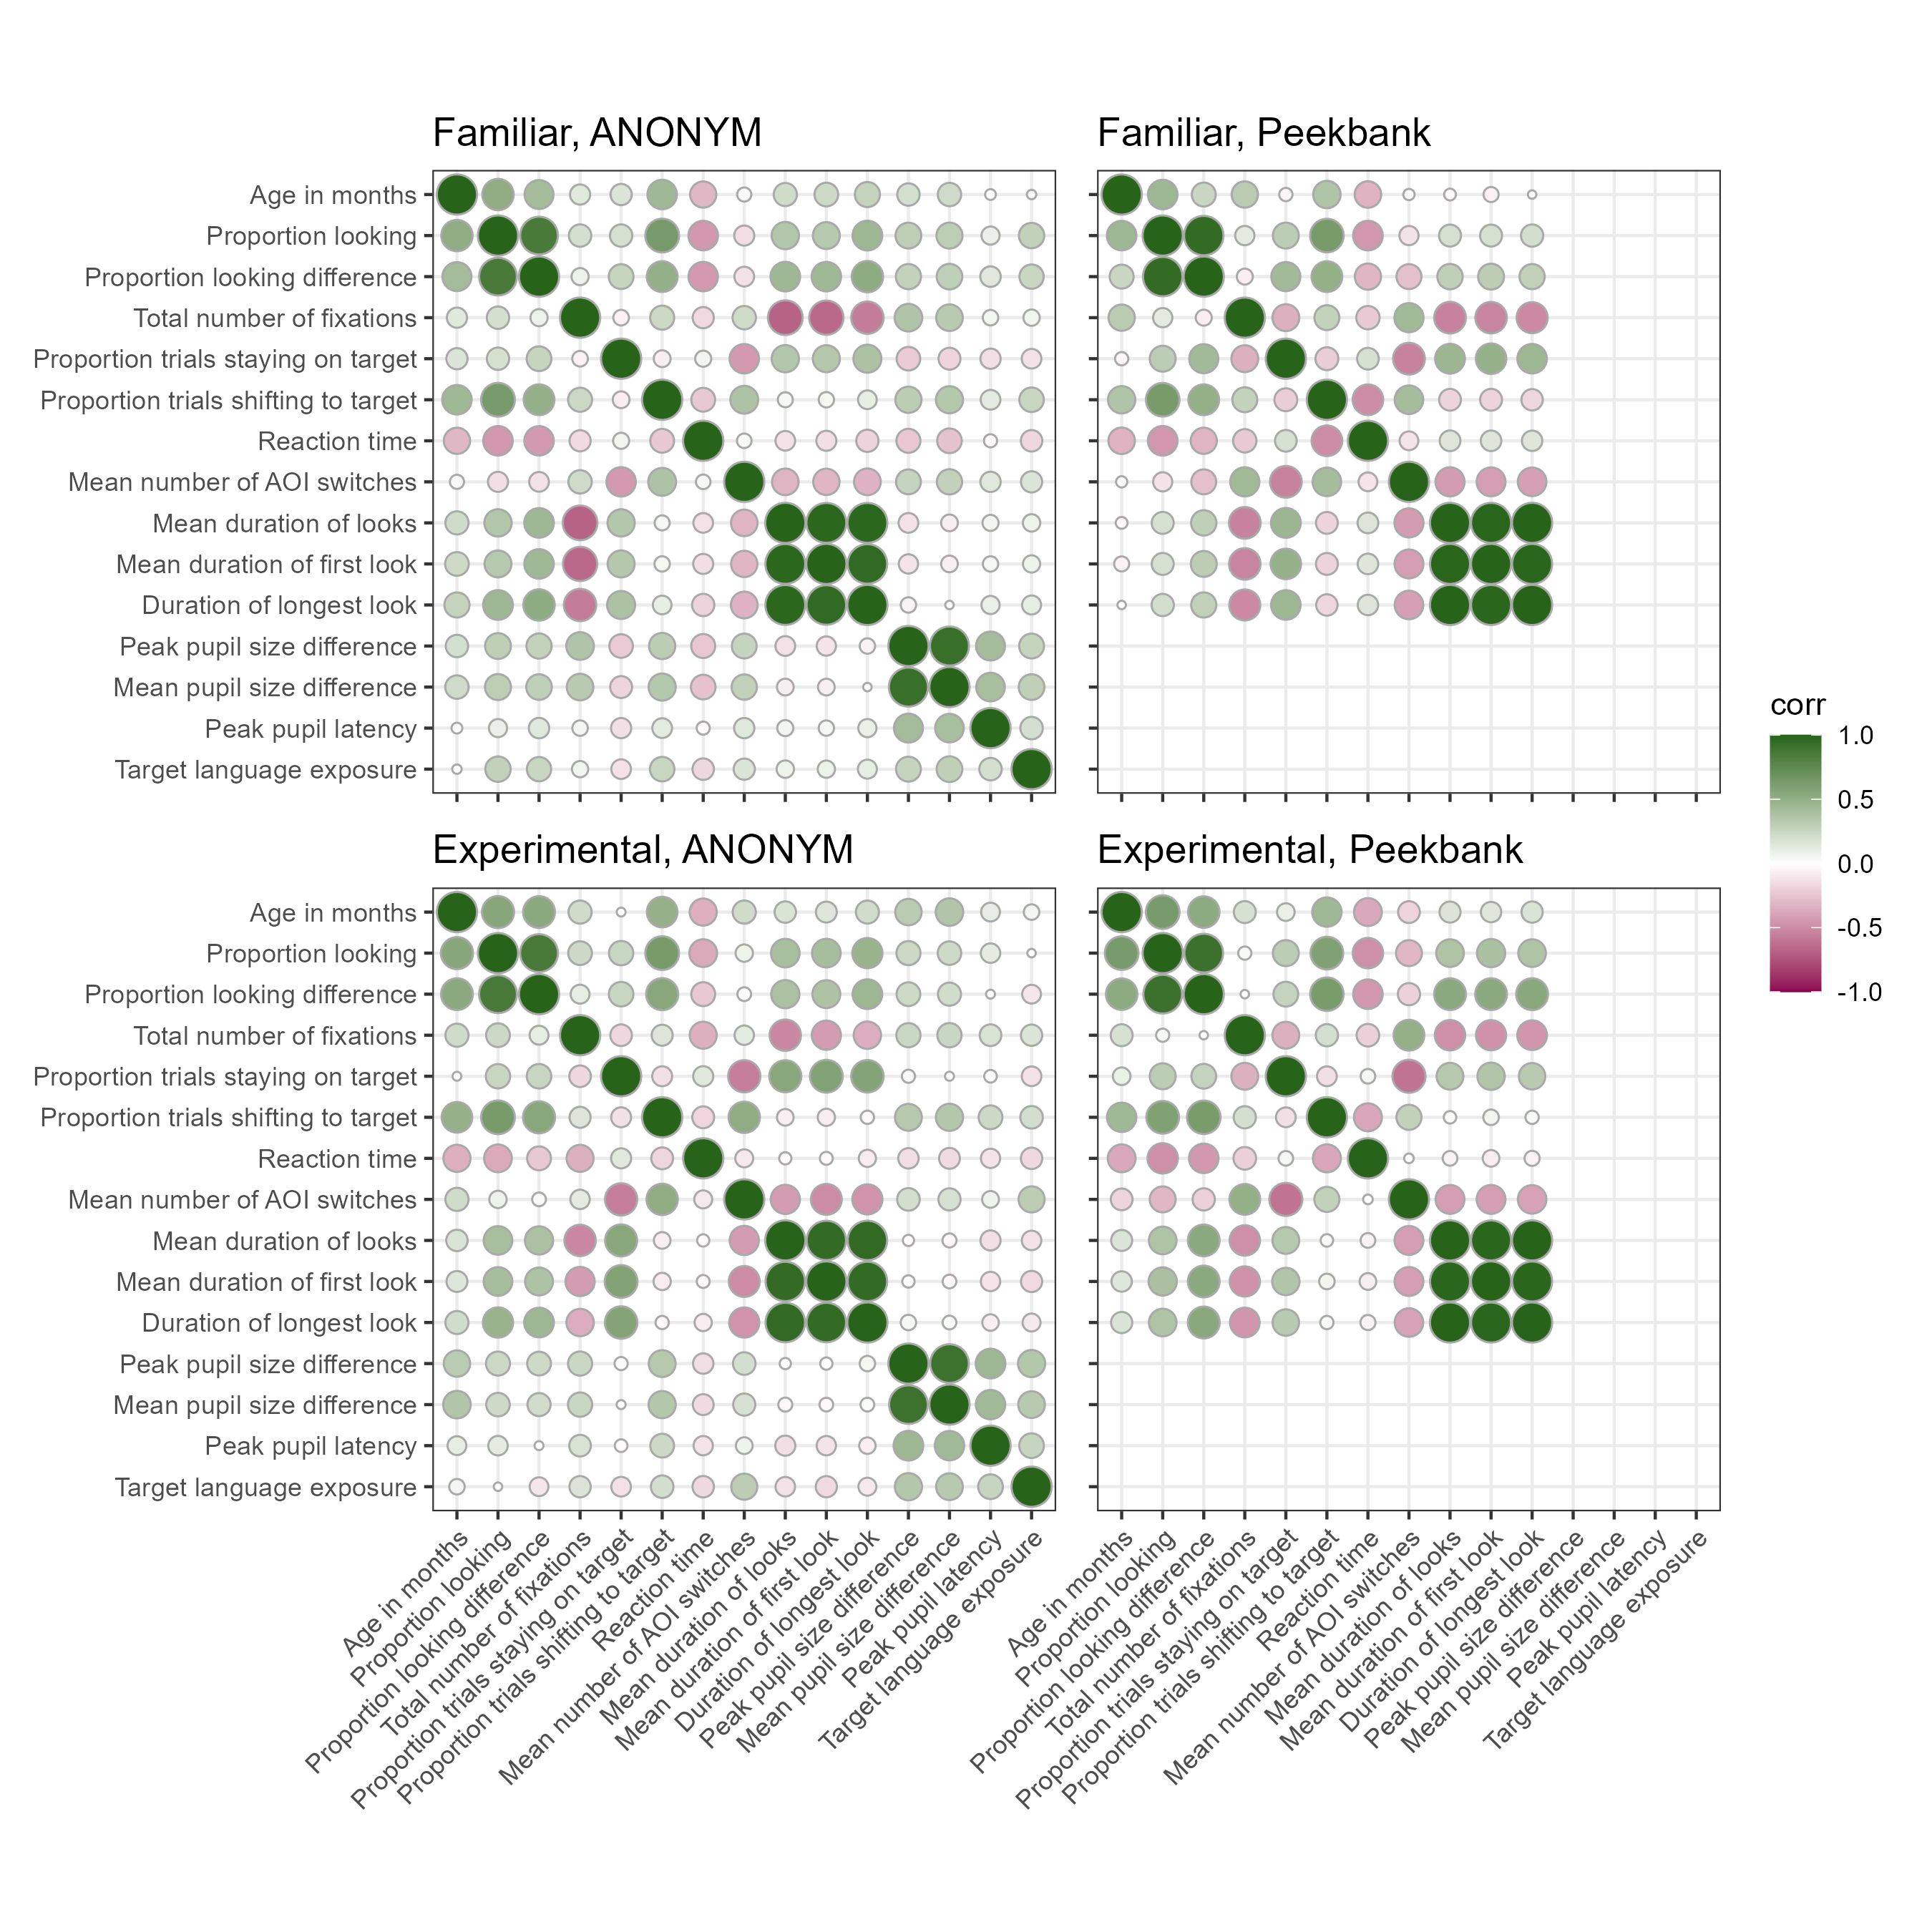 Familiar, ANONYM
Familiar, Peekbank
Age in months
Proportion looking
Proportion looking difference
Total number of fixations
Proportion trials staying on target
Proportion trials shifting to target
Reaction time
Mean number of AOI switches
Mean duration of looks
Mean duration of first look
Duration of longest look
Peak pupil size difference
Mean pupil size difference
Peak pupil latency
Target language exposure
corr
1.0
0.5
0.0
-0.5
-1.0
Experimental, ANONYM
Experimental, Peekbank
Age in months
Proportion looking
Proportion looking difference
Total number of fixations
Proportion trials staying on target
Proportion trials shifting to target
Reaction time
Mean number of AOI switches
Mean duration of looks
Mean duration of first look
Duration of longest look
Peak pupil size difference
Mean pupil size difference
Peak pupil latency
Target language exposure
Age in months
Proportion looking
Proportion looking difference
Total number of fixations
Proportion trials staying on target
Proportion trials shifting to target
Reaction time
Mean number of AOI switches
Mean duration of looks
Mean duration of first look
Duration of longest look
Peak pupil size difference
Mean pupil size difference
Peak pupil latency
Target language exposure
Age in months
Proportion looking
Proportion looking difference
Total number of fixations
Proportion trials staying on target
Proportion trials shifting to target
Reaction time
Mean number of AOI switches
Mean duration of looks
Mean duration of first look
Duration of longest look
Peak pupil size difference
Mean pupil size difference
Peak pupil latency
Target language exposure